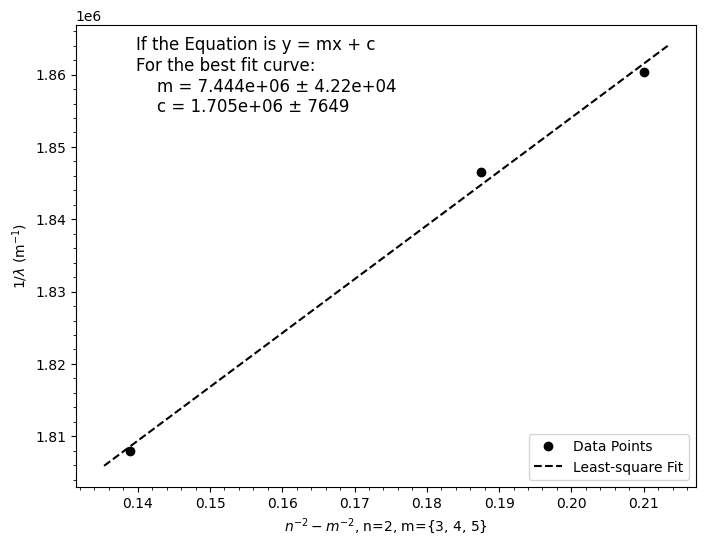 1e6
If the Equation is y = mx + c
For the best fit curve:
m = 7.444e+06 ± 4.22e+04
c = 1.705e+06 ± 7649
1.86
1.85
1.84
1.83
1.82
1.81
1/λ (m⁻¹)
Data Points
Least-square Fit
0.14 0.15 0.16 0.17 0.18 0.19 0.20 0.21
n⁻² − m⁻², n=2, m={3, 4, 5}